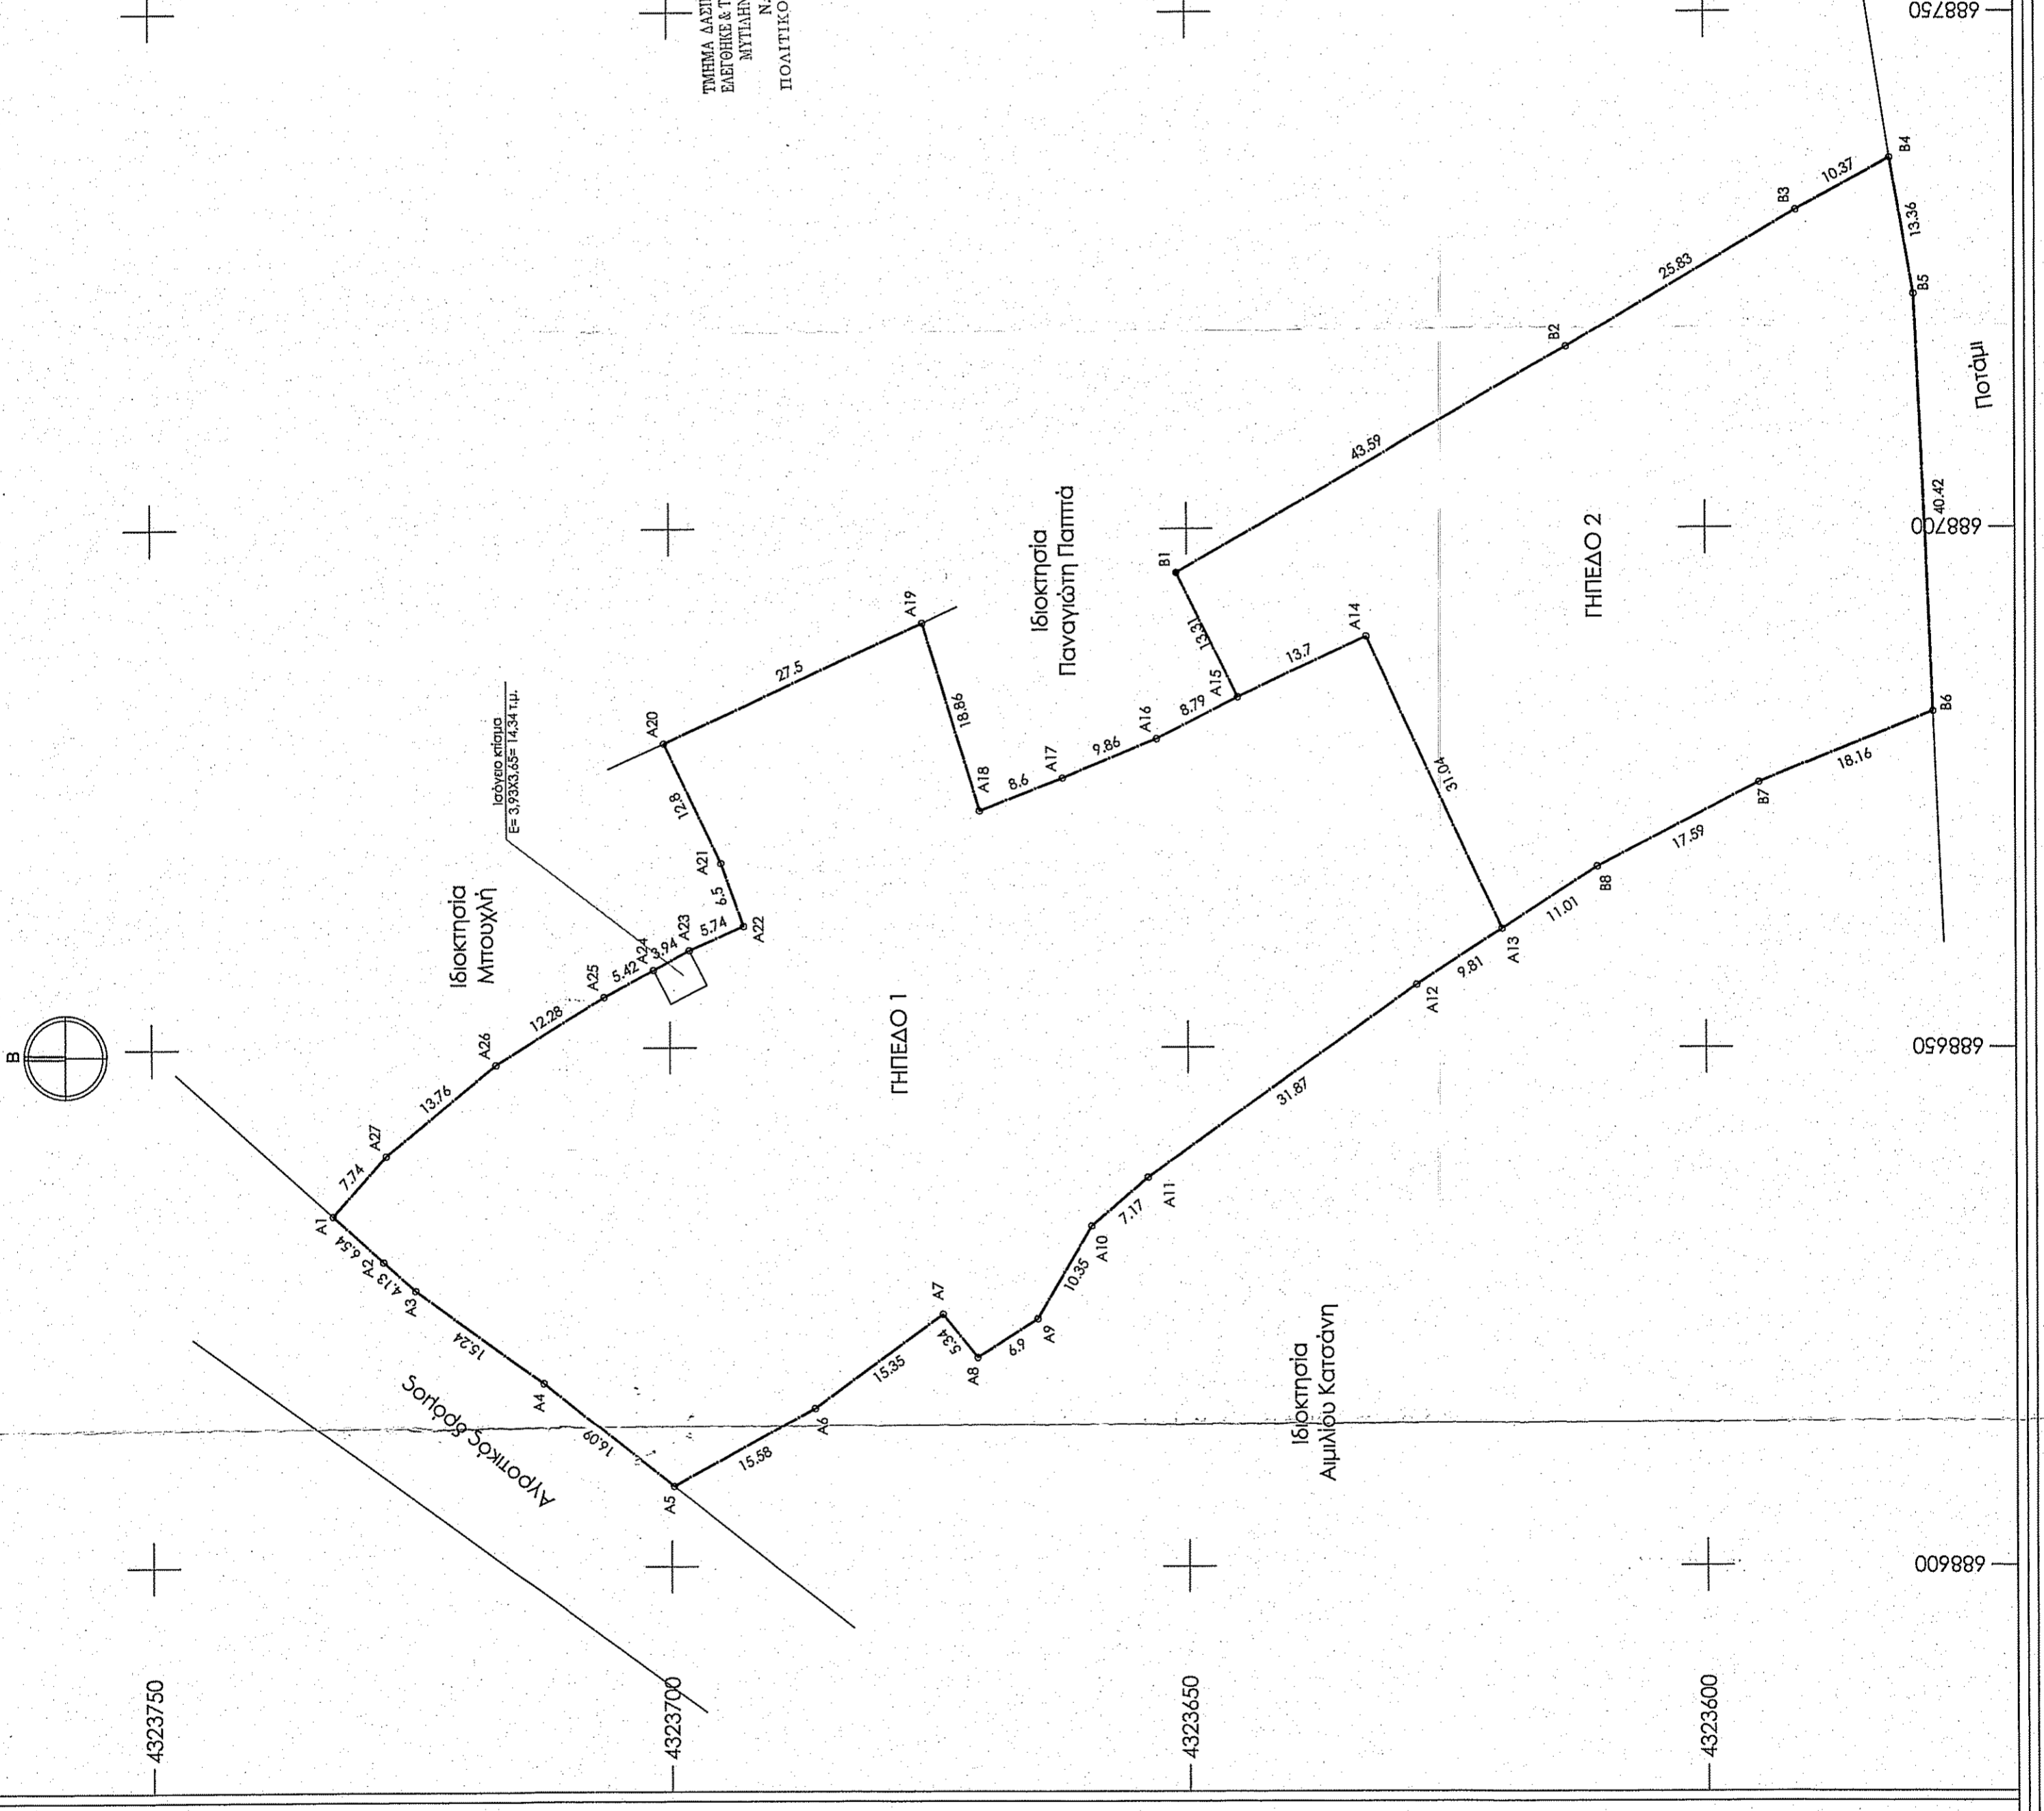 Β
ΤΜΗΜΑ ΔΑΣΙ
ΕΛΕΓΘΗΚΕ & Τ
ΜΥΤΙΛΗΝ
Ν.
ΠΟΛΙΤΙΚΟ
688750
688700
688650
688600
4323750
4323700
4323650
4323600
Ισόγειο κτίσμα
Ε= 3,93Χ3,65= 14,34 τ.μ.
Ιδιοκτησία
Μπουχλή
Ιδιοκτησία
Παναγιώτη Παππά
Ιδιοκτησία
Αιμιλίου Κατσάνη
Αγροτικός δρόμος
Ποτάμι
ΓΗΠΕΔΟ 1
ΓΗΠΕΔΟ 2
A1
6.54
A2
4.13
A3
15.24
A4
16.09
A5
15.58
A6
15.35
A7
5.34
A8
6.9
A9
10.35
A10
7.17
A11
31.87
A12
9.81
A13
31.04
A14
13.7
A15
8.79
A16
9.86
A17
8.6
A18
18.86
A19
27.5
A20
12.8
A21
6.5
A22
5.74
A23
3.94
A24
5.42
A25
12.28
A26
13.76
A27
7.74
B1
13.31
43.59
B2
25.83
B3
10.37
B4
13.36
B5
40.42
B6
18.16
B7
17.59
B8
11.01